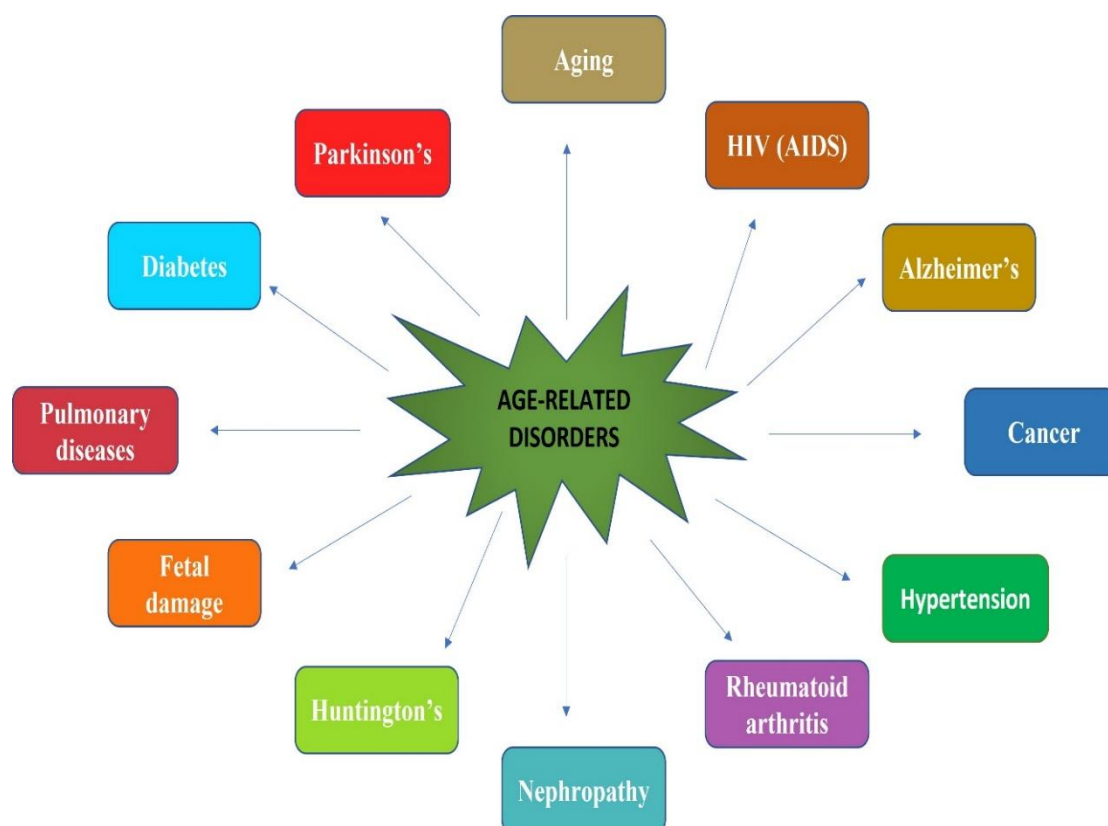 Aging
HIV (AIDS)
Parkinson’s
Alzheimer’s
Diabetes
AGE-RELATED
DISORDERS
Pulmonary
diseases
Cancer
Fetal
damage
Hypertension
Rheumatoid
arthritis
Huntington’s
Nephropathy